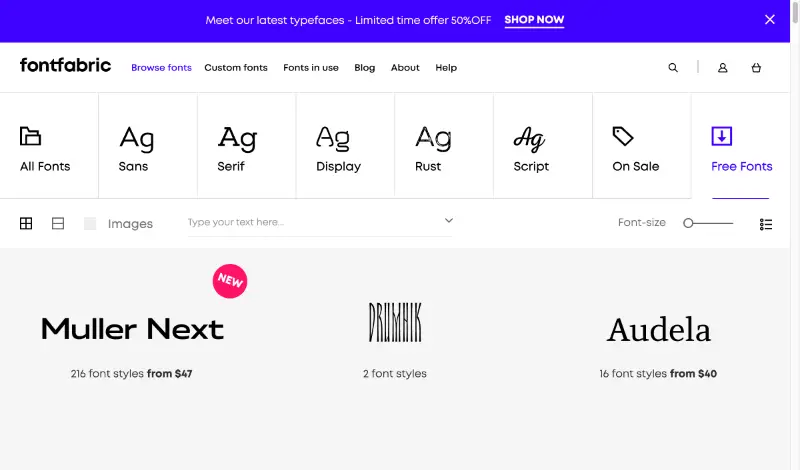 Meet our latest typefaces - Limited time offer 50%OFF SHOP NOW
fontfabric Browse fonts Custom fonts Fonts in use Blog About Help
Ag Ag Ag Ag Ag
All Fonts Sans Serif Display Rust Script On Sale Free Fonts
Images Type your text here... Font-size
NEW
Muller Next DRUMNIK Audela
216 font styles from $47 2 font styles 16 font styles from $40